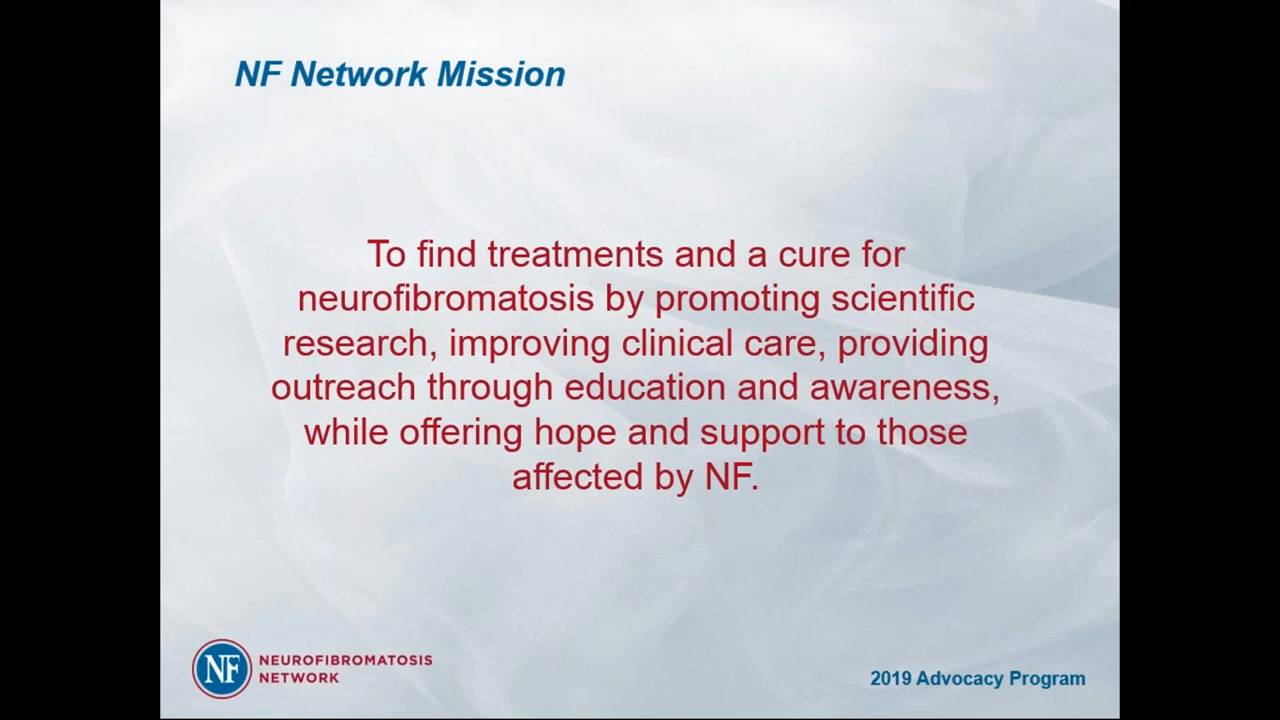 NF Network Mission
To find treatments and a cure for
neurofibromatosis by promoting scientific
research, improving clinical care, providing
outreach through education and awareness,
while offering hope and support to those
affected by NF.
NF
NEUROFIBROMATOSIS
NETWORK
2019 Advocacy Program